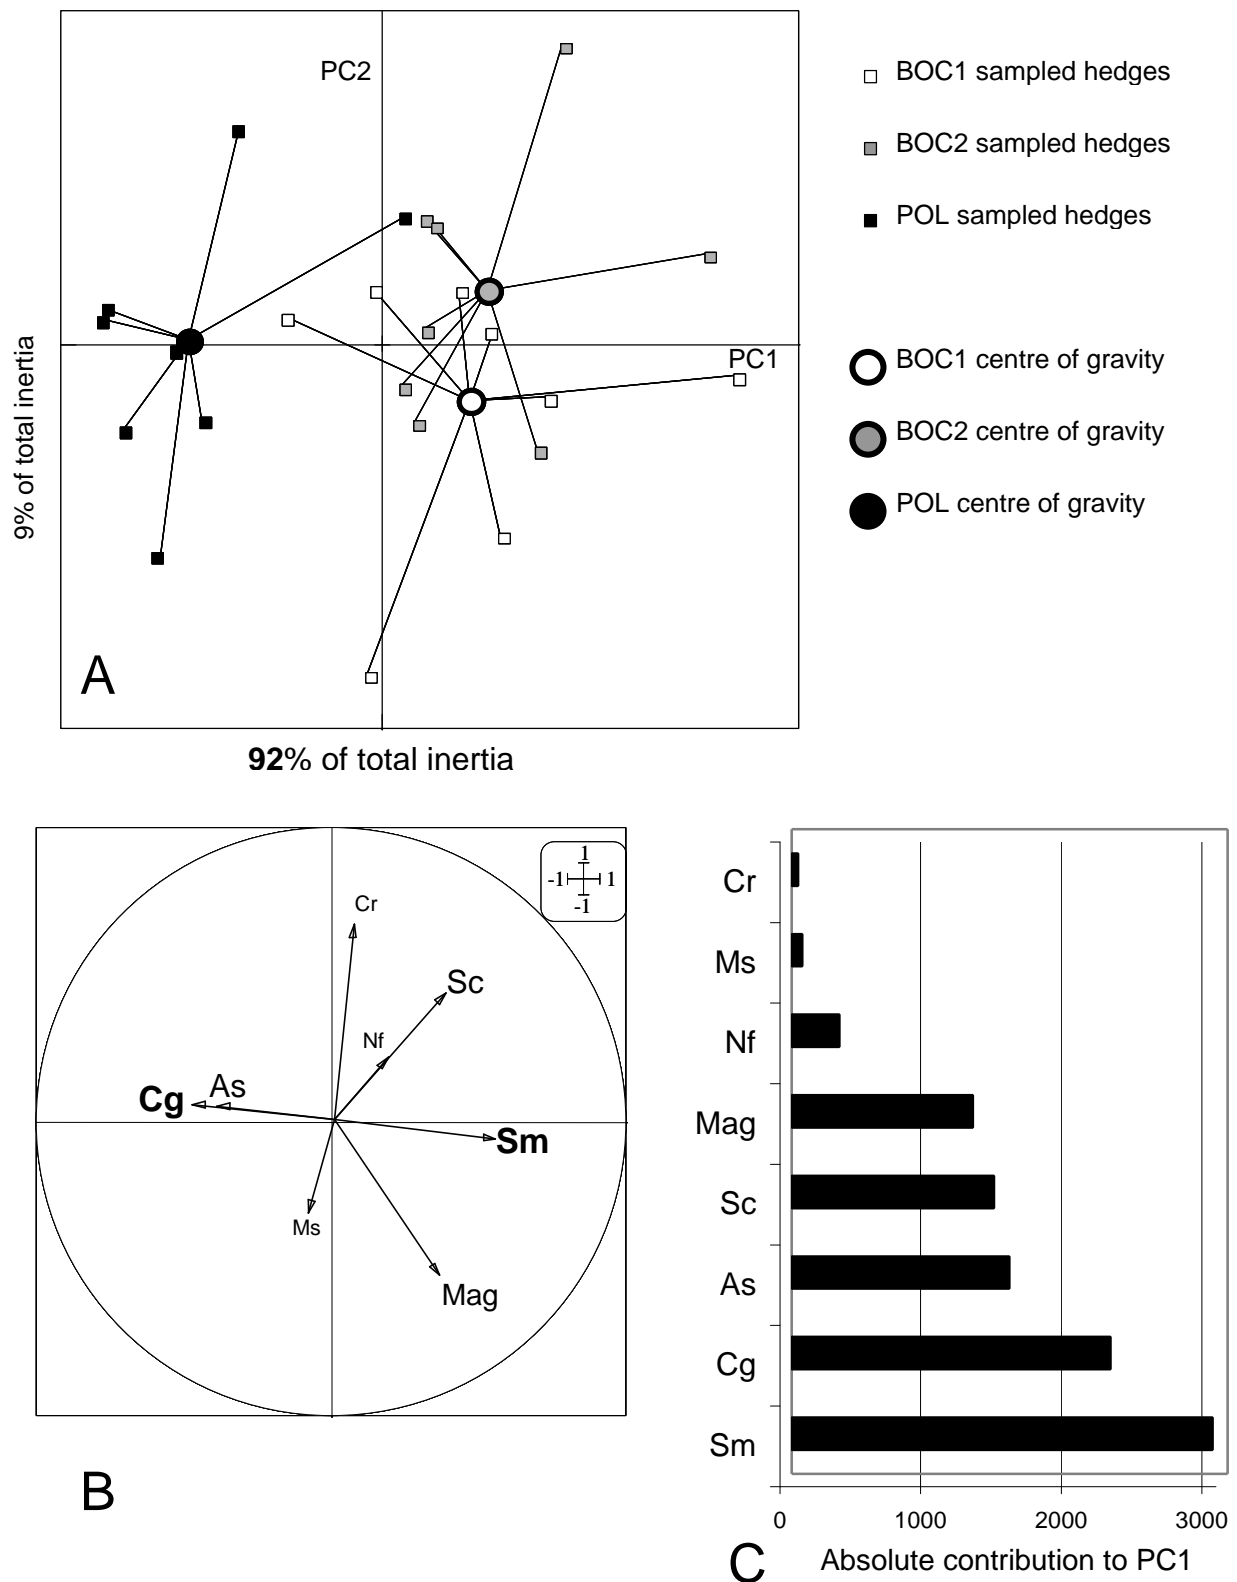 PC2
BOC1 sampled hedges
BOC2 sampled hedges
POL sampled hedges
PC1
BOC1 centre of gravity
BOC2 centre of gravity
POL centre of gravity
9% of total inertia
A
92% of total inertia
1
-1 1
-1
Cr
Sc
Nf
Cg As
Sm
Ms
Mag
B
Cr
Ms
Nf
Mag
Sc
As
Cg
Sm
0 1000 2000 3000
C Absolute contribution to PC1